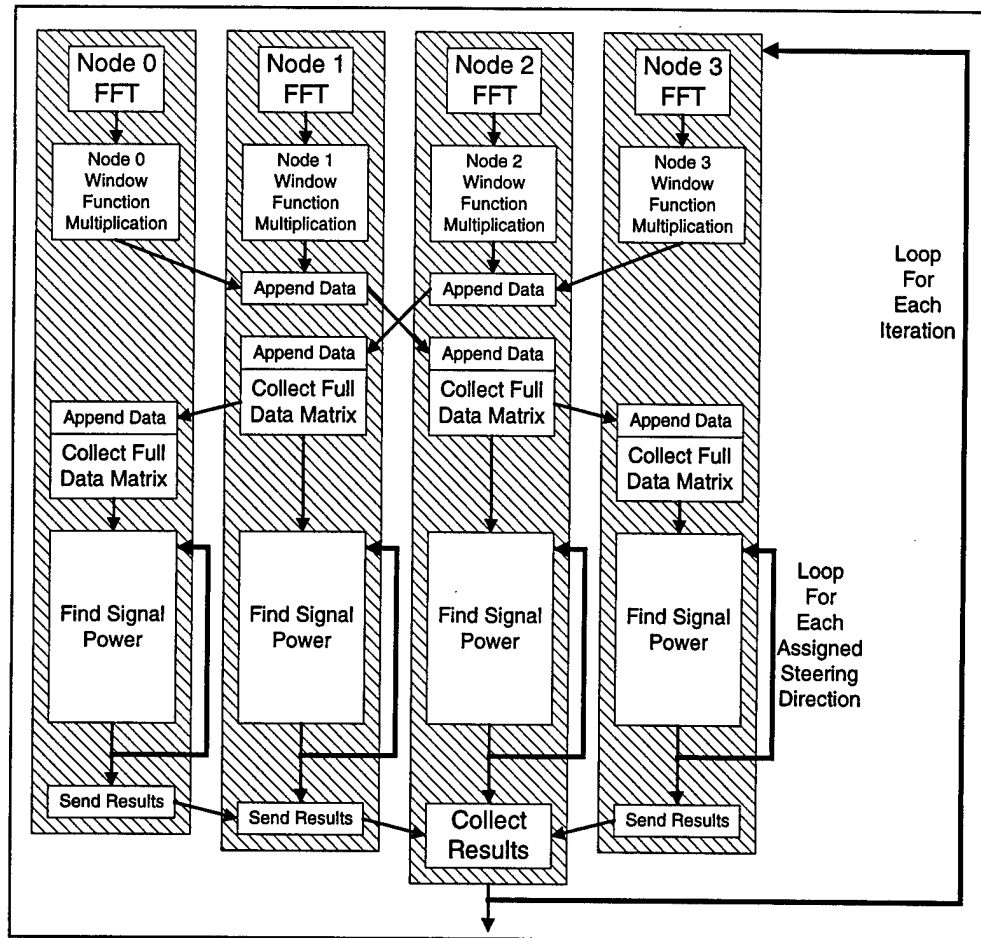 Node 0
FFT
Node 1
FFT
Node 2
FFT
Node 3
FFT
Node 0
Window
Function
Multiplication
Node 1
Window
Function
Multiplication
Node 2
Window
Function
Multiplication
Node 3
Window
Function
Multiplication
Append Data
Append Data
Loop
For
Each
Iteration
Append Data
Collect Full
Data Matrix
Append Data
Collect Full
Data Matrix
Append Data
Collect Full
Data Matrix
Append Data
Collect Full
Data Matrix
Find Signal
Power
Find Signal
Power
Find Signal
Power
Find Signal
Power
Loop
For
Each
Assigned
Steering
Direction
Send Results
Send Results
Collect
Results
Send Results